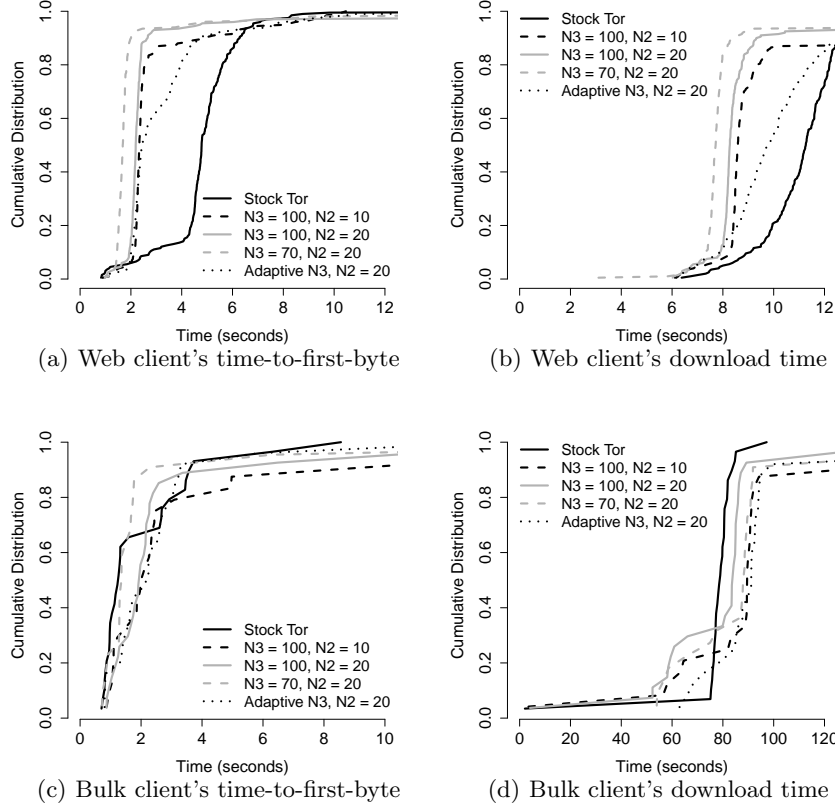 Cumulative Distribution
1.0
0.8
0.6
0.4
0.2
0.0
Stock Tor
N3 = 100, N2 = 10
N3 = 100, N2 = 20
N3 = 70, N2 = 20
Adaptive N3, N2 = 20
0 2 4 6 8 10 12
Time (seconds)
(a) Web client's time-to-first-byte
Cumulative Distribution
1.0
0.8
0.6
0.4
0.2
0.0
Stock Tor
N3 = 100, N2 = 10
N3 = 100, N2 = 20
N3 = 70, N2 = 20
Adaptive N3, N2 = 20
0 2 4 6 8 10 12
Time (seconds)
(b) Web client's download time
Cumulative Distribution
1.0
0.8
0.6
0.4
0.2
0.0
Stock Tor
N3 = 100, N2 = 10
N3 = 100, N2 = 20
N3 = 70, N2 = 20
Adaptive N3, N2 = 20
0 2 4 6 8 10
Time (seconds)
(c) Bulk client's time-to-first-byte
Cumulative Distribution
1.0
0.8
0.6
0.4
0.2
0.0
Stock Tor
N3 = 100, N2 = 10
N3 = 100, N2 = 20
N3 = 70, N2 = 20
Adaptive N3, N2 = 20
0 20 40 60 80 100 120
Time (seconds)
(d) Bulk client's download time